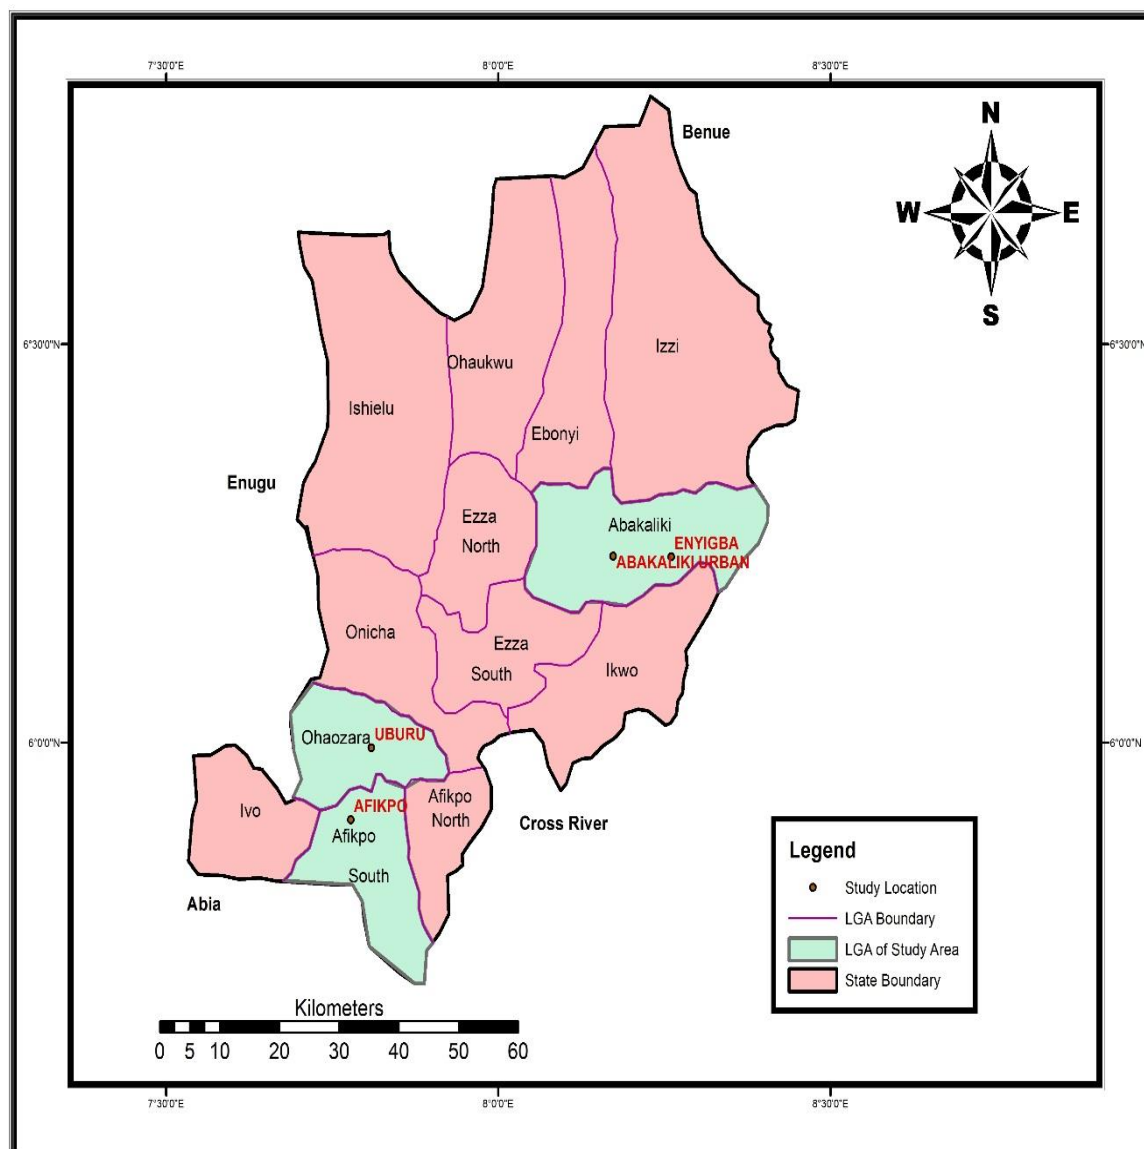 7°30'0"E
8°0'0"E
8°30'0"E
N
W
E
S
Benue
6°30'0"N
6°30'0"N
Izzi
Ohaukwu
Ishielu
Ebonyi
Enugu
Ezza
North
Abakaliki
ENYIGBA
ABAKALIKI URBAN
Onicha
Ezza
South
Ikwo
6°0'0"N
6°0'0"N
UBURU
Ohaozara
Ivo
AFIKPO
Afikpo
South
Afikpo
North
Cross River
Abia
Legend
Study Location
LGA Boundary
LGA of Study Area
State Boundary
Kilometers
0 5 10 20 30 40 50 60
7°30'0"E
8°0'0"E
8°30'0"E